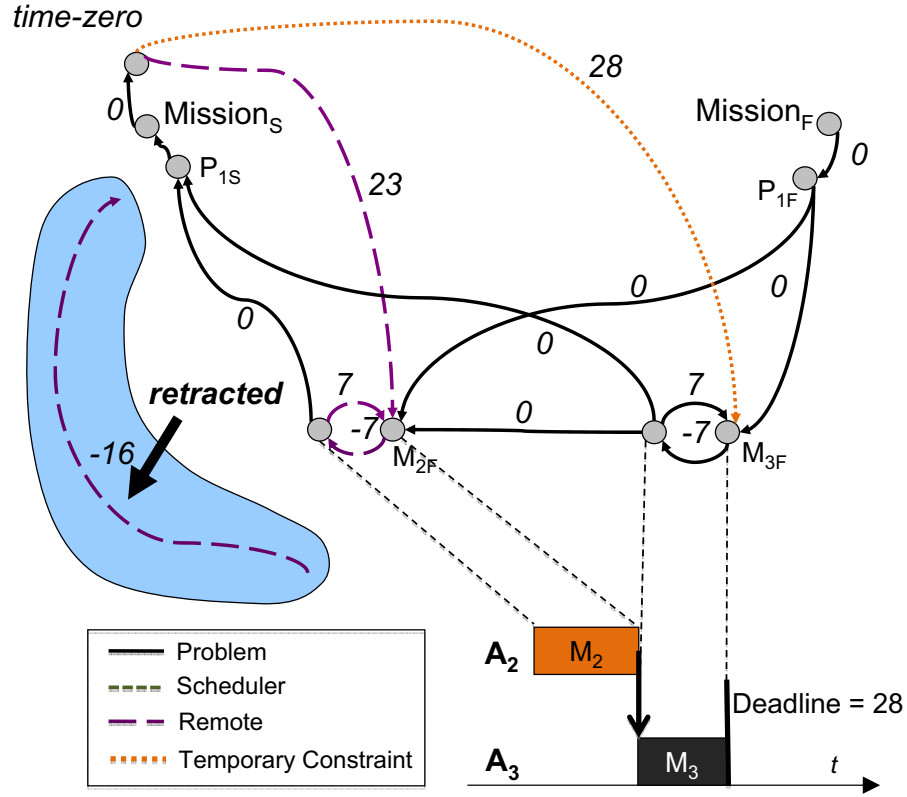 time-zero
28
0
Mission_S
Mission_F
0
P_1S
P_1F
23
0
0
0
0
retracted
7
-7
0
7
-7
M_2F
M_3F
-16
Problem
Scheduler
Remote
Temporary Constraint
A_2
M_2
Deadline = 28
A_3
M_3
t